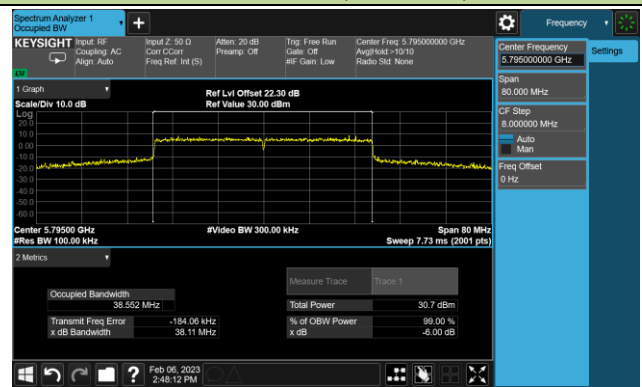 Spectrum Analyzer 1
Occupied BW
+
Frequency
KEYSIGHT
Input: RF
Coupling: AC
Align: Auto
Input Z: 50 Ω
Corr CCorr
Freq Ref: Int (S)
Atten: 20 dB
Preamp: Off
Trig: Free Run
Gate: Off
#IF Gain: Low
Center Freq: 5.795000000 GHz
Avg|Hold:>10/10
Radio Std: None
Center Frequency
5.795000000 GHz
Settings
Span
80.000 MHz
CF Step
8.000000 MHz
Auto
Man
Freq Offset
0 Hz
1 Graph
Scale/Div 10.0 dB
Ref Lvl Offset 22.30 dB
Ref Value 30.00 dBm
Log
20.0
10.0
0.00
-10.0
-20.0
-30.0
-40.0
-50.0
-60.0
Center 5.79500 GHz
#Res BW 100.00 kHz
#Video BW 300.00 kHz
Span 80 MHz
Sweep 7.73 ms (2001 pts)
2 Metrics
Measure Trace
Trace 1
Occupied Bandwidth
38.552 MHz
Total Power
30.7 dBm
Transmit Freq Error
-184.06 kHz
% of OBW Power
99.00 %
x dB Bandwidth
38.11 MHz
x dB
-6.00 dB
?
Feb 06, 2023
2:48:12 PM